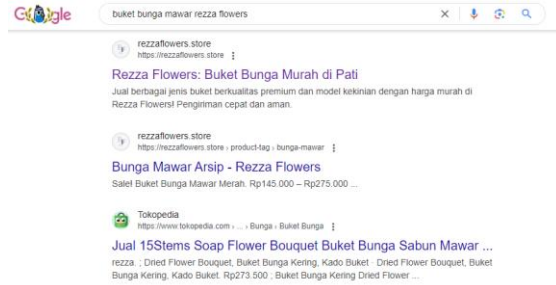 Google
buket bunga mawar rezza flowers
rezzaflowers.store
https://rezzaflowers.store
Rezza Flowers: Buket Bunga Murah di Pati
Jual berbagai jenis buket berkualitas premium dan model kekinian dengan harga murah di
Rezza Flowers! Pengiriman cepat dan aman.
rezzaflowers.store
https://rezzaflowers.store › product-tag › bunga-mawar
Bunga Mawar Arsip - Rezza Flowers
Sale! Buket Bunga Mawar Merah. Rp145.000 – Rp275.000 ...
Tokopedia
https://www.tokopedia.com › ... › Bunga › Buket Bunga
Jual 15Stems Soap Flower Bouquet Buket Bunga Sabun Mawar ...
rezza. ; Dried Flower Bouquet, Buket Bunga Kering, Kado Buket · Dried Flower Bouquet, Buket
Bunga Kering, Kado Buket. Rp273.500 ; Buket Bunga Kering Dried Flower ...